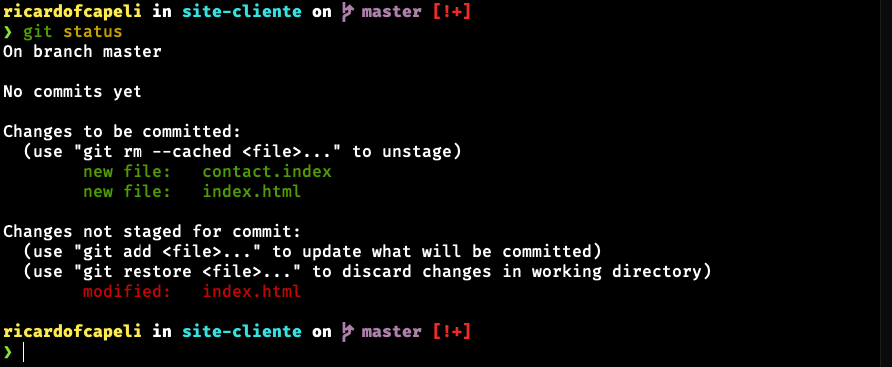 ricardofcapeli in site-cliente on master [!+]
❯ git status
On branch master
No commits yet
Changes to be committed:
(use "git rm --cached <file>..." to unstage)
new file:   contact.index
new file:   index.html
Changes not staged for commit:
(use "git add <file>..." to update what will be committed)
(use "git restore <file>..." to discard changes in working directory)
modified:   index.html
ricardofcapeli in site-cliente on master [!+]
❯